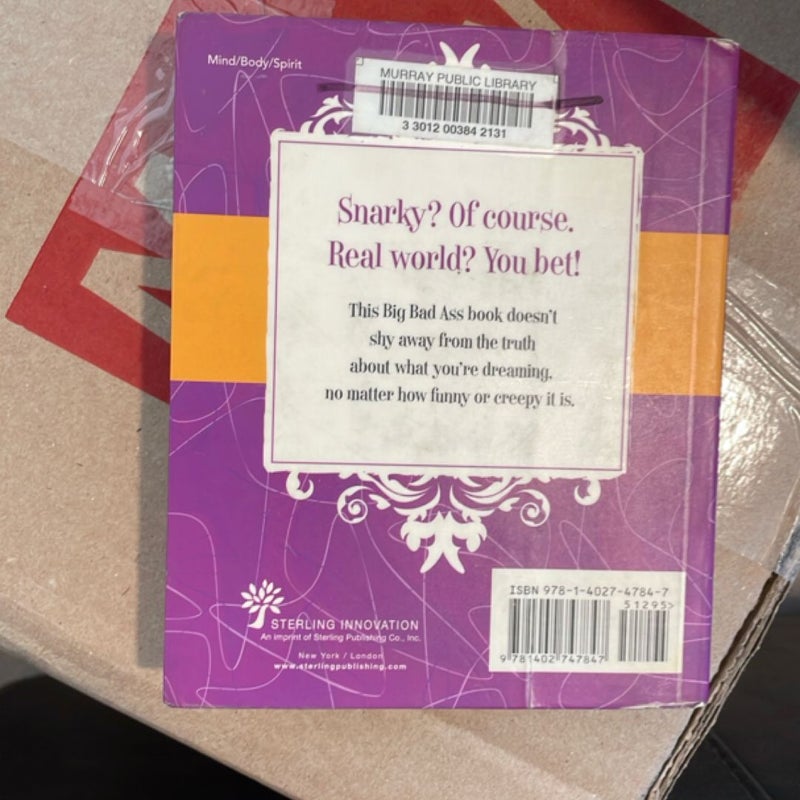 Mind/Body/Spirit
MURRAY PUBLIC LIBRARY
3 3012 00384 2131
Snarky? Of course.
Real world? You bet!
This Big Bad Ass book doesn't
shy away from the truth
about what you're dreaming,
no matter how funny or creepy it is.
STERLING INNOVATION
An imprint of Sterling Publishing Co., Inc.
New York / London
www.sterlingpublishing.com
ISBN 978-1-4027-4784-7
51295>
9 781402 747847